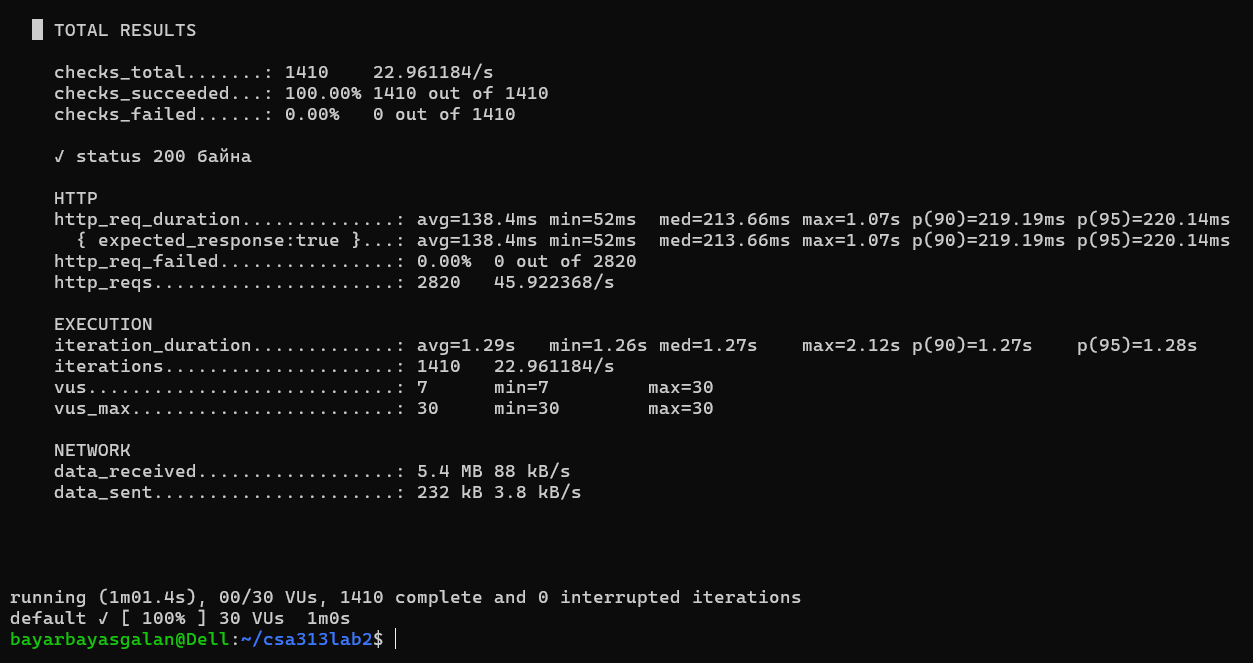 TOTAL RESULTS
checks_total.......: 1410    22.961184/s
checks_succeeded...: 100.00% 1410 out of 1410
checks_failed......: 0.00%   0 out of 1410
✓ status 200 байна
HTTP
http_req_duration..............: avg=138.4ms min=52ms  med=213.66ms max=1.07s p(90)=219.19ms p(95)=220.14ms
{ expected_response:true }...: avg=138.4ms min=52ms  med=213.66ms max=1.07s p(90)=219.19ms p(95)=220.14ms
http_req_failed................: 0.00%  0 out of 2820
http_reqs......................: 2820   45.922368/s
EXECUTION
iteration_duration.............: avg=1.29s   min=1.26s med=1.27s    max=2.12s p(90)=1.27s    p(95)=1.28s
iterations.....................: 1410   22.961184/s
vus............................: 7      min=7         max=30
vus_max........................: 30     min=30        max=30
NETWORK
data_received..................: 5.4 MB 88 kB/s
data_sent......................: 232 kB 3.8 kB/s
running (1m01.4s), 00/30 VUs, 1410 complete and 0 interrupted iterations
default ✓ [ 100% ] 30 VUs  1m0s
bayarbayasgalan@Dell:~/csa313lab2$